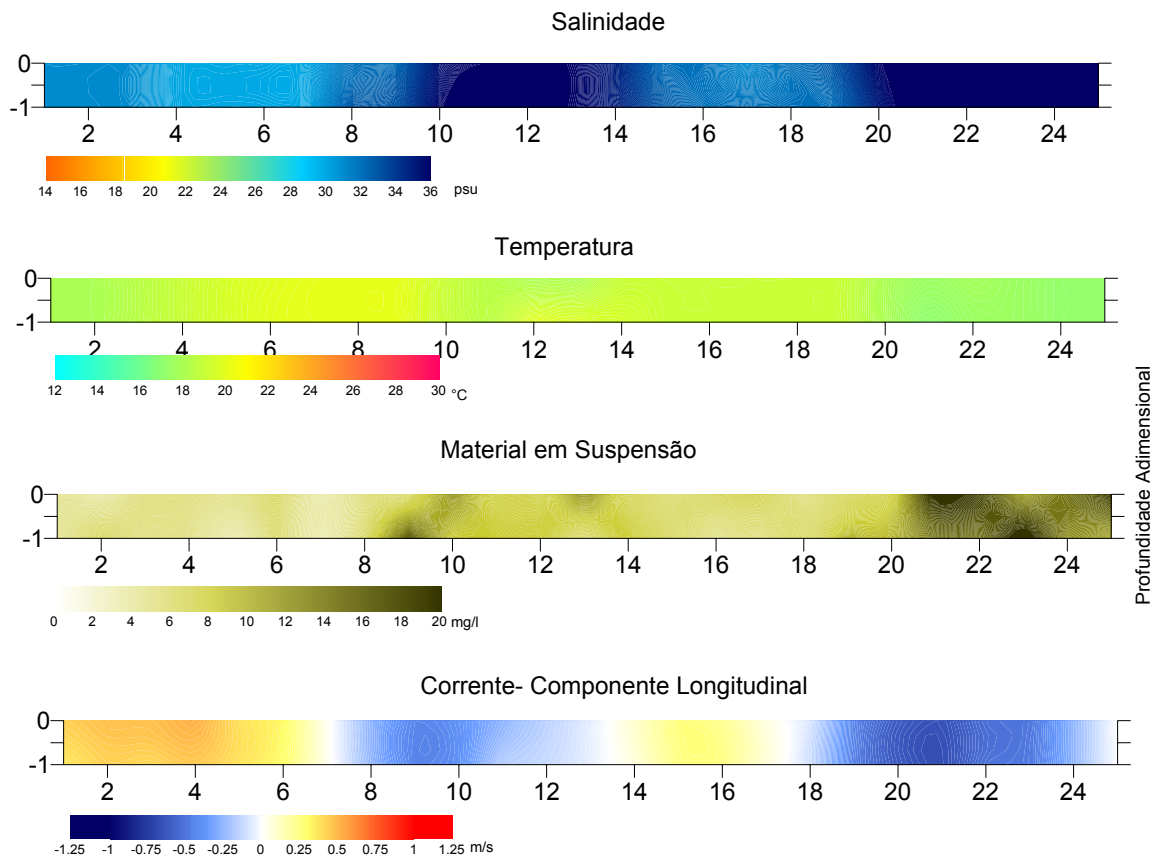 Salinidade
0
-1
2 4 6 8 10 12 14 16 18 20 22 24
14 16 18 20 22 24 26 28 30 32 34 36 psu
Temperatura
0
-1
2 4 6 8 10 12 14 16 18 20 22 24
12 14 16 18 20 22 24 26 28 30 °C
Material em Suspensão
0
-1
2 4 6 8 10 12 14 16 18 20 22 24
0 2 4 6 8 10 12 14 16 18 20 mg/l
Corrente- Componente Longitudinal
0
-1
2 4 6 8 10 12 14 16 18 20 22 24
-1.25 -1 -0.75 -0.5 -0.25 0 0.25 0.5 0.75 1 1.25 m/s
Profundidade Adimensional